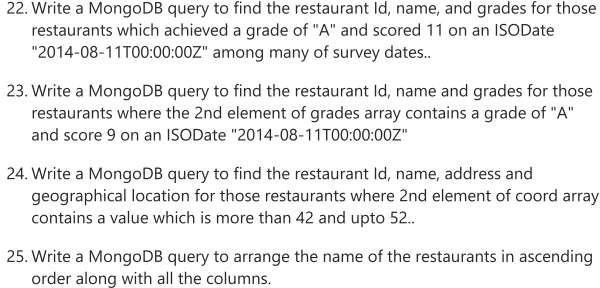 22. Write a MongoDB query to find the restaurant Id, name, and grades for those
restaurants which achieved a grade of "A" and scored 11 on an ISODate
"2014-08-11T00:00:00Z" among many of survey dates..
23. Write a MongoDB query to find the restaurant Id, name and grades for those
restaurants where the 2nd element of grades array contains a grade of "A"
and score 9 on an ISODate "2014-08-11T00:00:00Z"
24. Write a MongoDB query to find the restaurant Id, name, address and
geographical location for those restaurants where 2nd element of coord array
contains a value which is more than 42 and upto 52..
25. Write a MongoDB query to arrange the name of the restaurants in ascending
order along with all the columns.